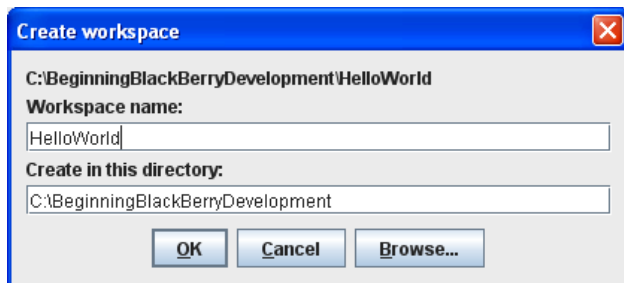 Create workspace
C:\BeginningBlackBerryDevelopment\HelloWorld
Workspace name:
HelloWorld
Create in this directory:
C:\BeginningBlackBerryDevelopment
OK Cancel Browse...